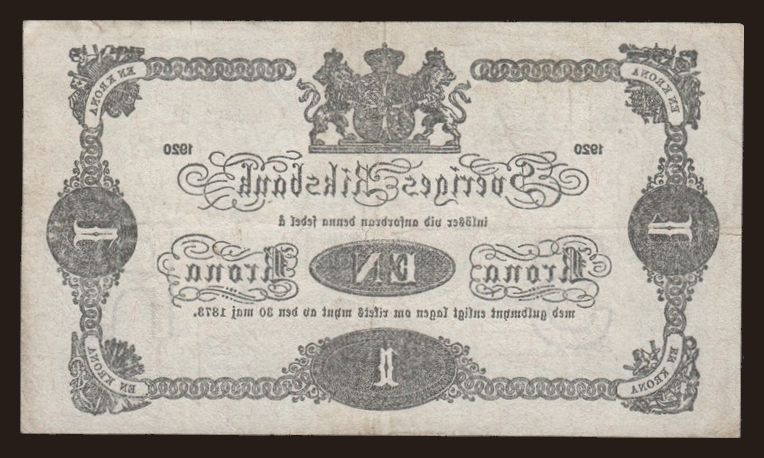 EN KRONA EN KRONA
1920 1920
Sveriges Riksbank
inlöser vid anfordran denna sedel å
1 1
Krona EN Krona
med guldmynt enligt lagen om rikets mynt av den 30 maj 1873.
1
EN KRONA EN KRONA